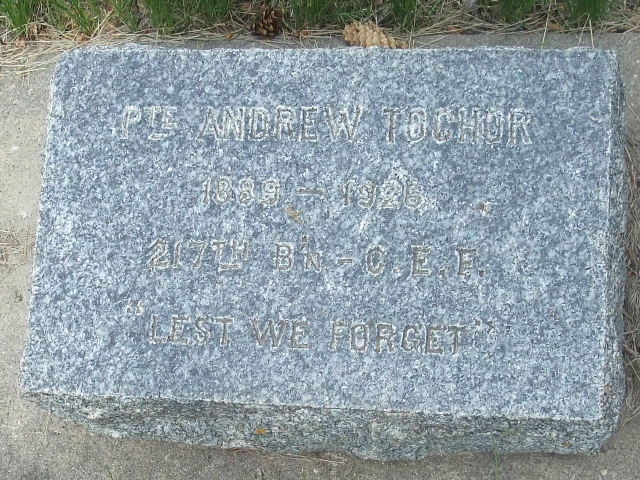 PTE ANDREW TOCHOR
1889 – 1926
217TH BN – C.E.F.
"LEST WE FORGET"